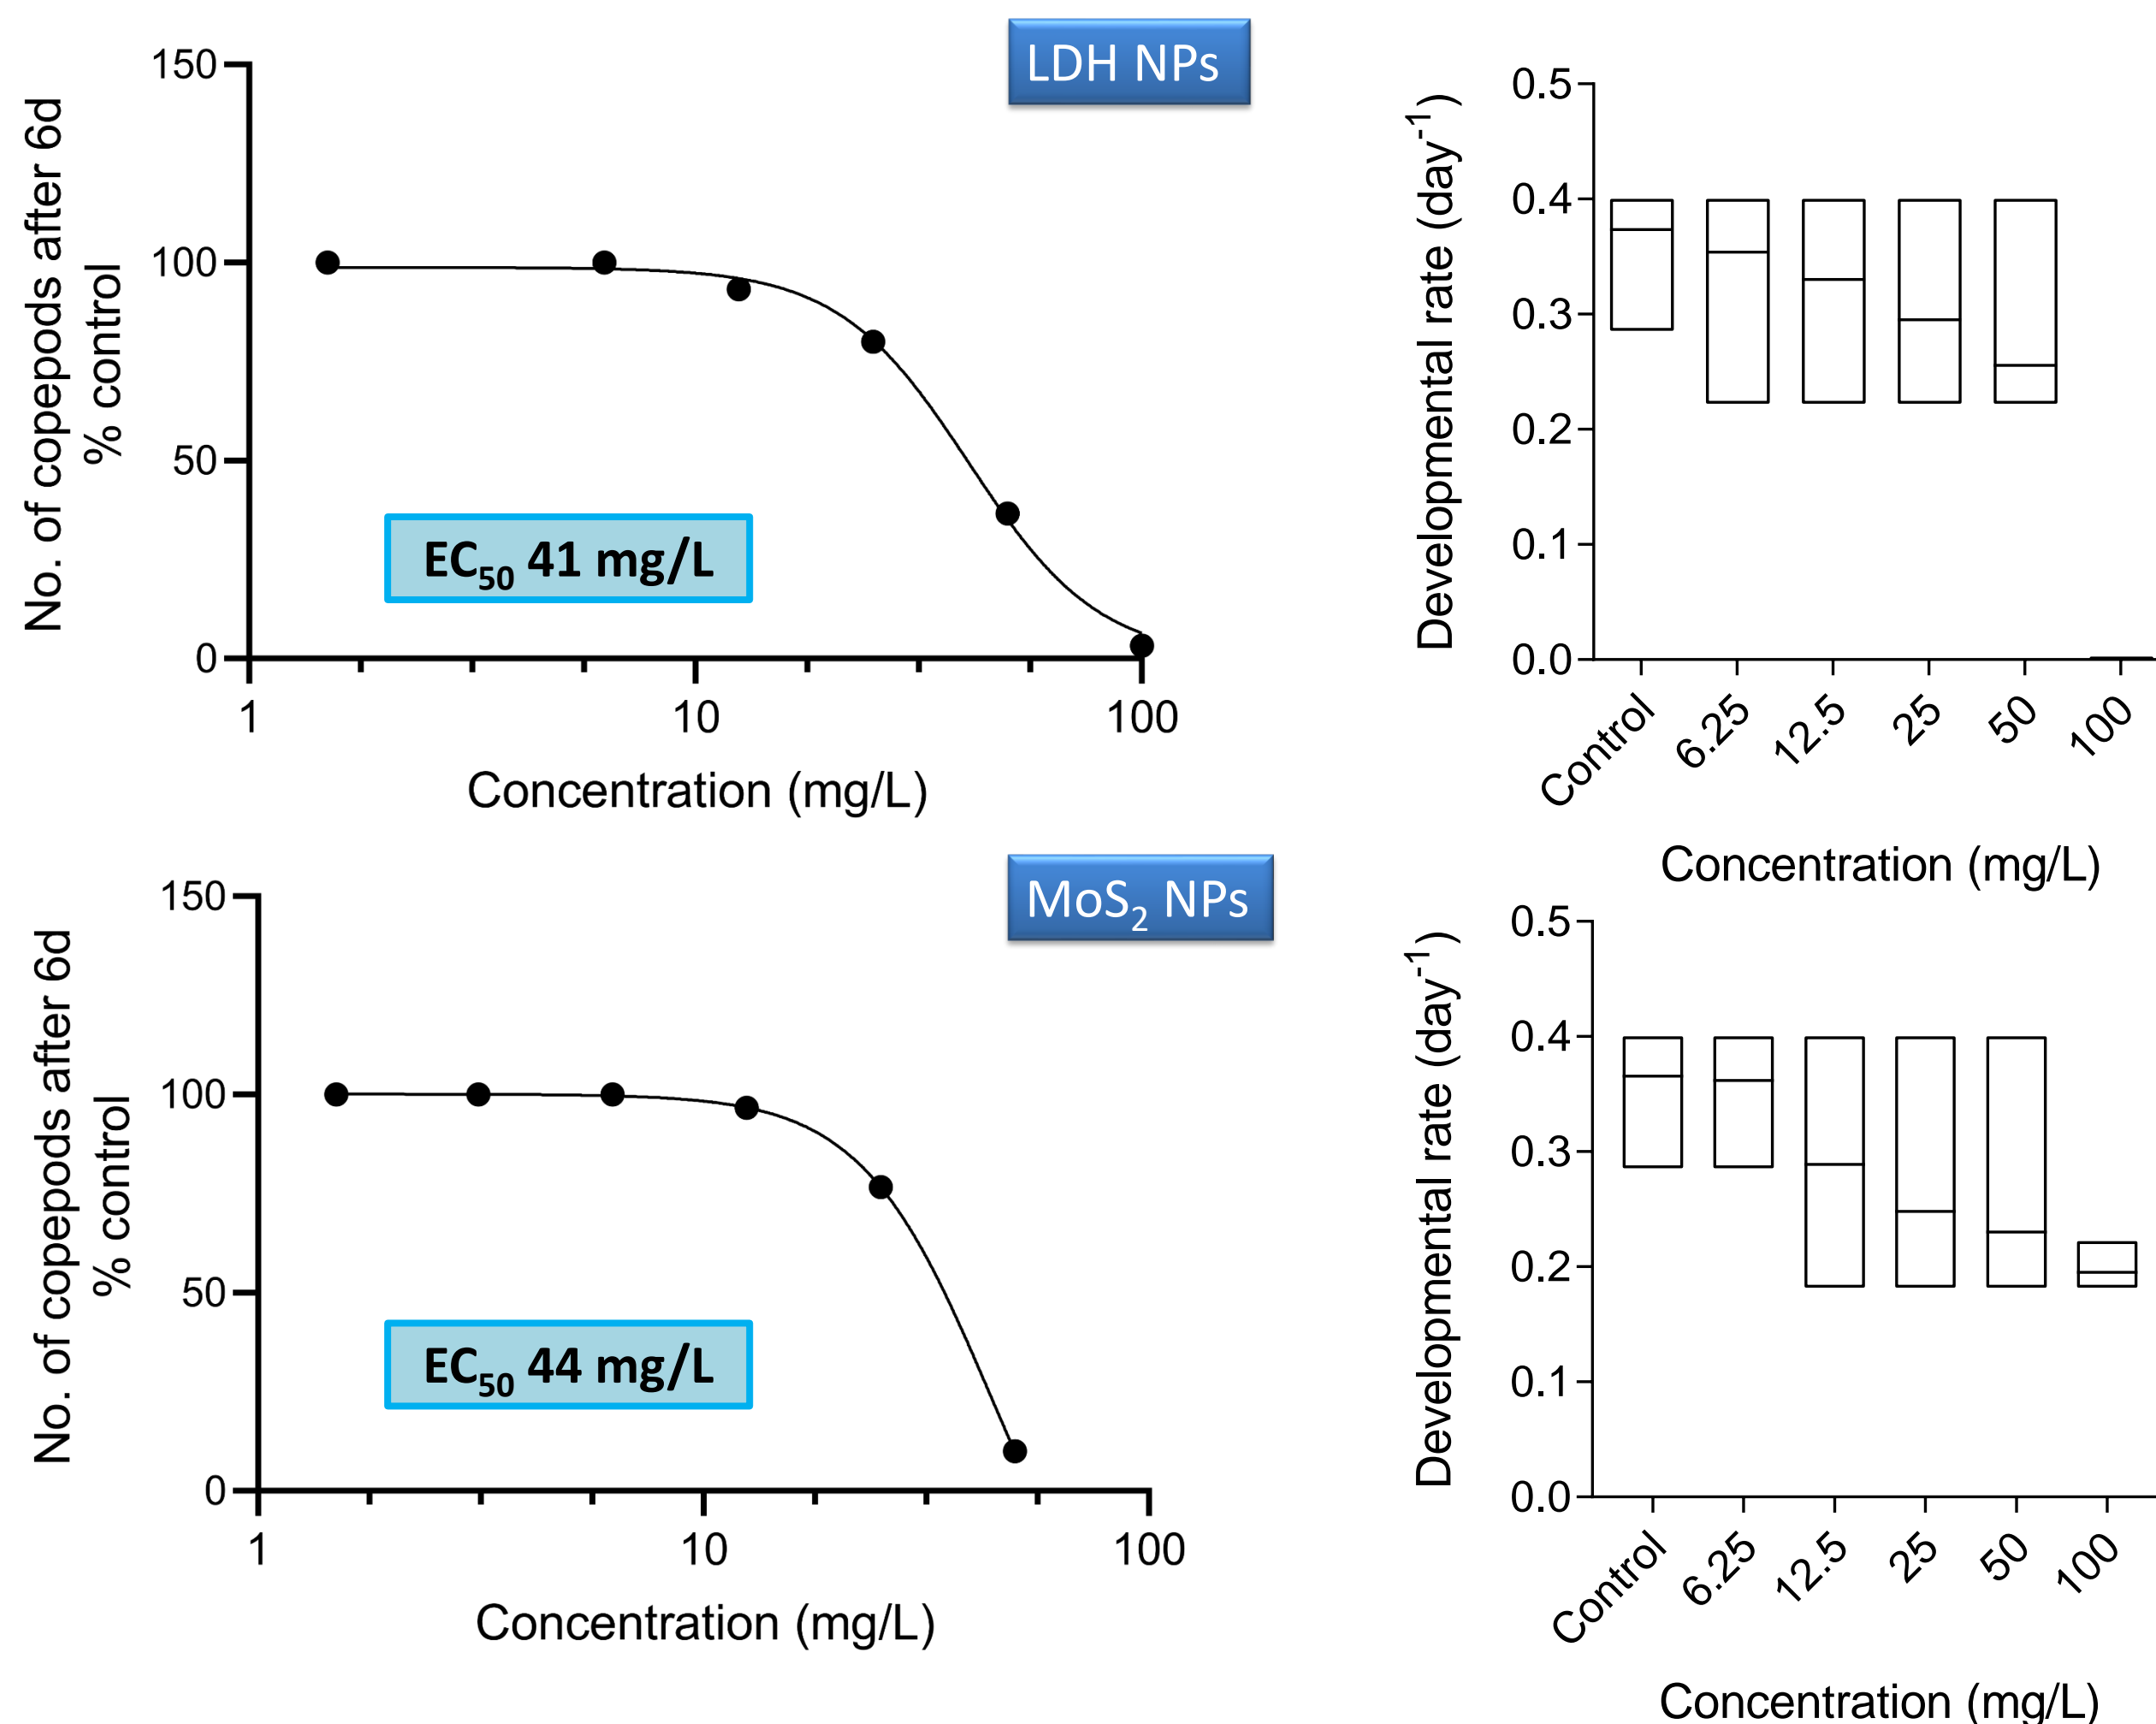 LDH NPs
No. of copepods after 6d
% control
150
100
50
0
1
10
100
Concentration (mg/L)
EC50 41 mg/L
Developmental rate (day-1)
0.5
0.4
0.3
0.2
0.1
0.0
Control
6.25
12.5
25
50
100
Concentration (mg/L)
MoS2 NPs
No. of copepods after 6d
% control
150
100
50
0
1
10
100
Concentration (mg/L)
EC50 44 mg/L
Developmental rate (day-1)
0.5
0.4
0.3
0.2
0.1
0.0
Control
6.25
12.5
25
50
100
Concentration (mg/L)